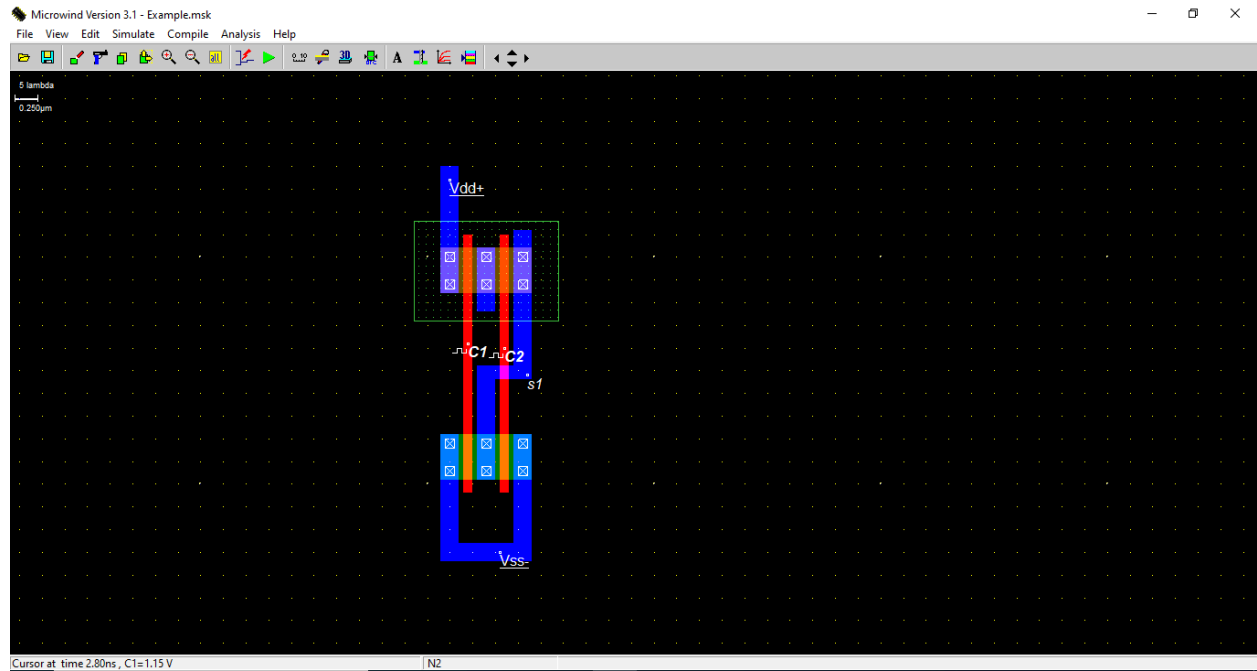 Microwind Version 3.1 - Example.msk
File View Edit Simulate Compile Analysis Help
5 lambda
0.250µm
Vdd+
C1 C2
s1
Vss-
Cursor at time 2.80ns , C1=1.15 V N2